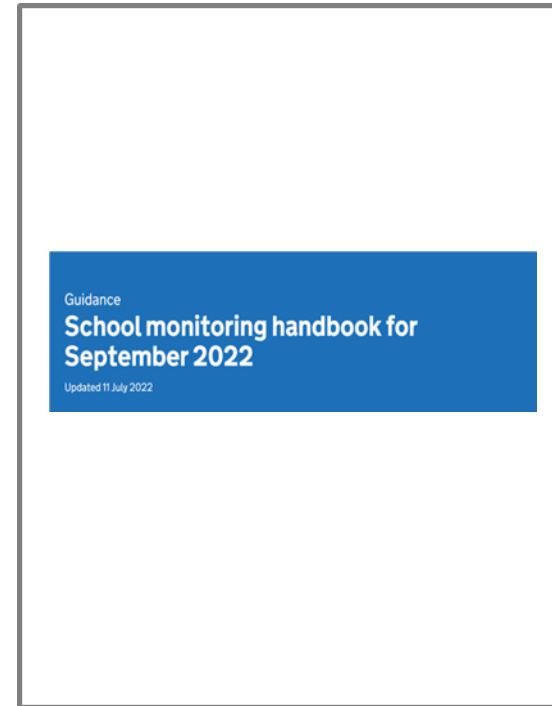 Guidance
School monitoring handbook for
September 2022
Updated 11 July 2022